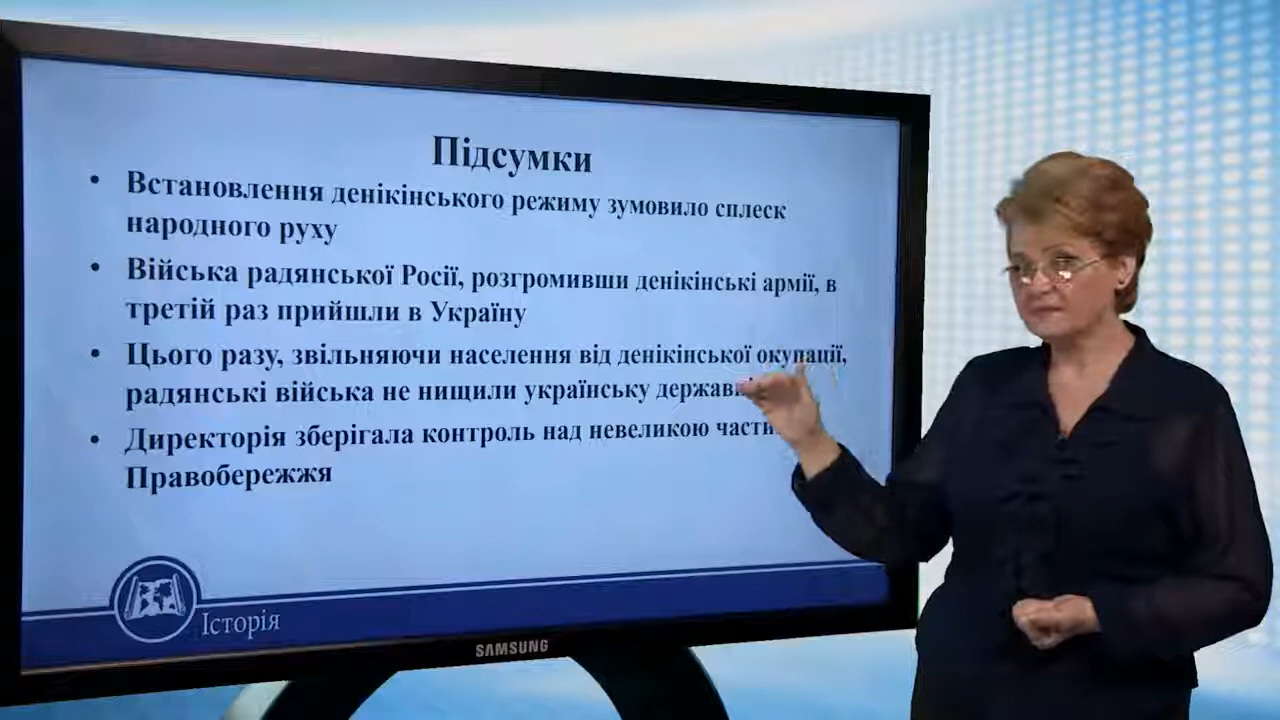 Підсумки
• Встановлення денікінського режиму зумовило сплеск
народного руху
• Війська радянської Росії, розгромивши денікінські армії, в
третій раз прийшли в Україну
• Цього разу, звільняючи населення від денікінської окупації,
радянські війська не нищили українську
• Директорія зберігала контроль над невеликою
Правобережжя
Історія
SAMSUNG